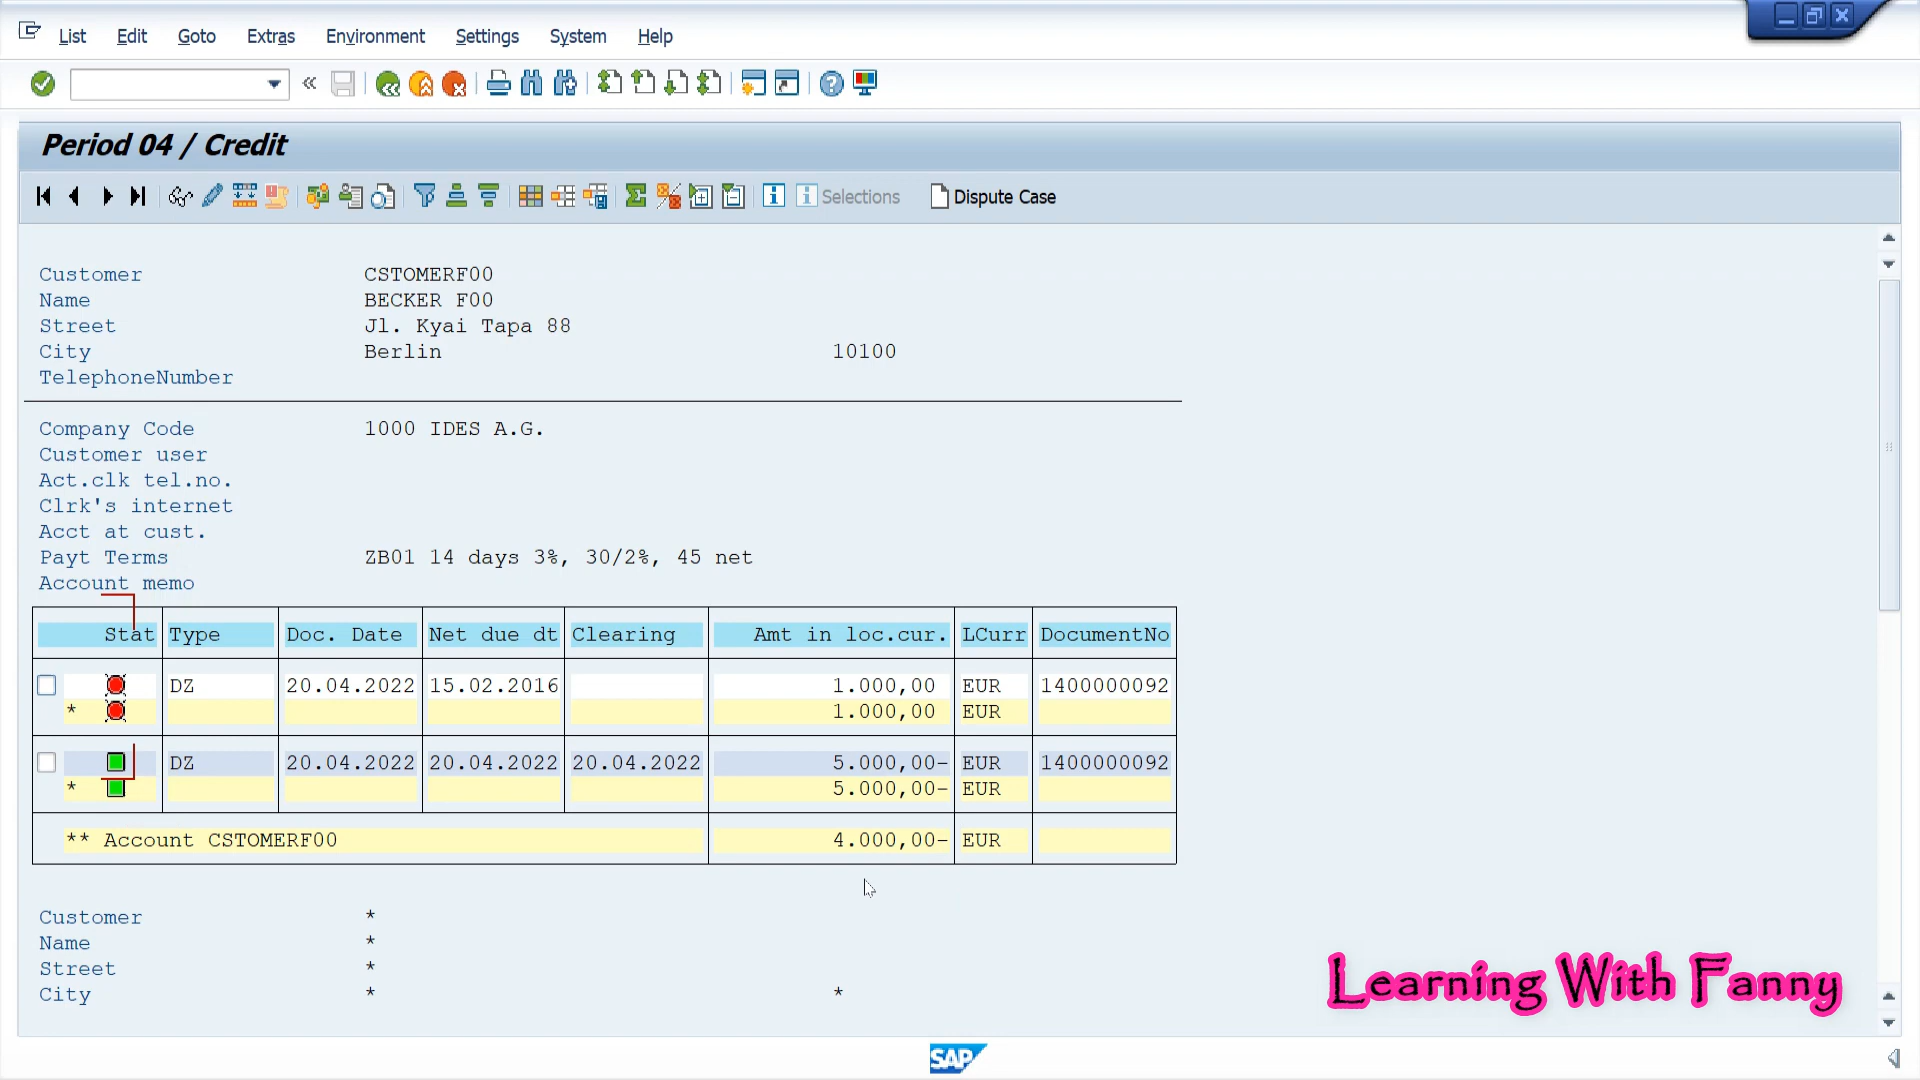 List Edit Goto Extras Environment Settings System Help
Period 04 / Credit
Selections Dispute Case
Customer CSTOMERF00
Name BECKER F00
Street Jl. Kyai Tapa 88
City Berlin 10100
TelephoneNumber
Company Code 1000 IDES A.G.
Customer user
Act.clk tel.no.
Clrk's internet
Acct at cust.
Payt Terms ZB01 14 days 3%, 30/2%, 45 net
Account memo
Stat Type Doc. Date Net due dt Clearing Amt in loc.cur. LCurr DocumentNo
DZ 20.04.2022 15.02.2016 1.000,00 EUR 1400000092
* 1.000,00 EUR
DZ 20.04.2022 20.04.2022 20.04.2022 5.000,00- EUR 1400000092
* 5.000,00- EUR
** Account CSTOMERF00 4.000,00- EUR
Customer *
Name *
Street *
City * *
Learning With Fanny
SAP